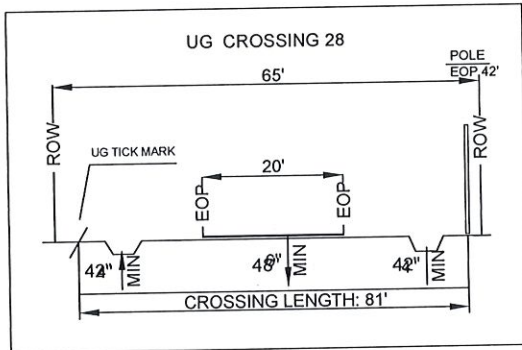 UG CROSSING 28
POLE
EOP 42'
65'
ROW
ROW
UG TICK MARK
20'
EOP
EOP
MIN
MIN
MIN
CROSSING LENGTH: 81'